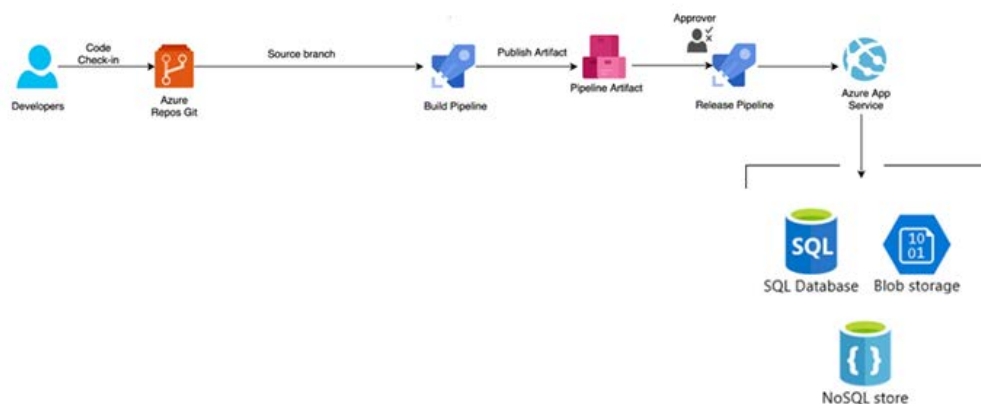 Code
Check-in
Developers
Azure
Repos Git
Source branch
Build Pipeline
Publish Artifact
Pipeline Artifact
Approver
Release Pipeline
Azure App
Service
SQL
SQL Database
10
01
Blob storage
{ }
NoSQL store